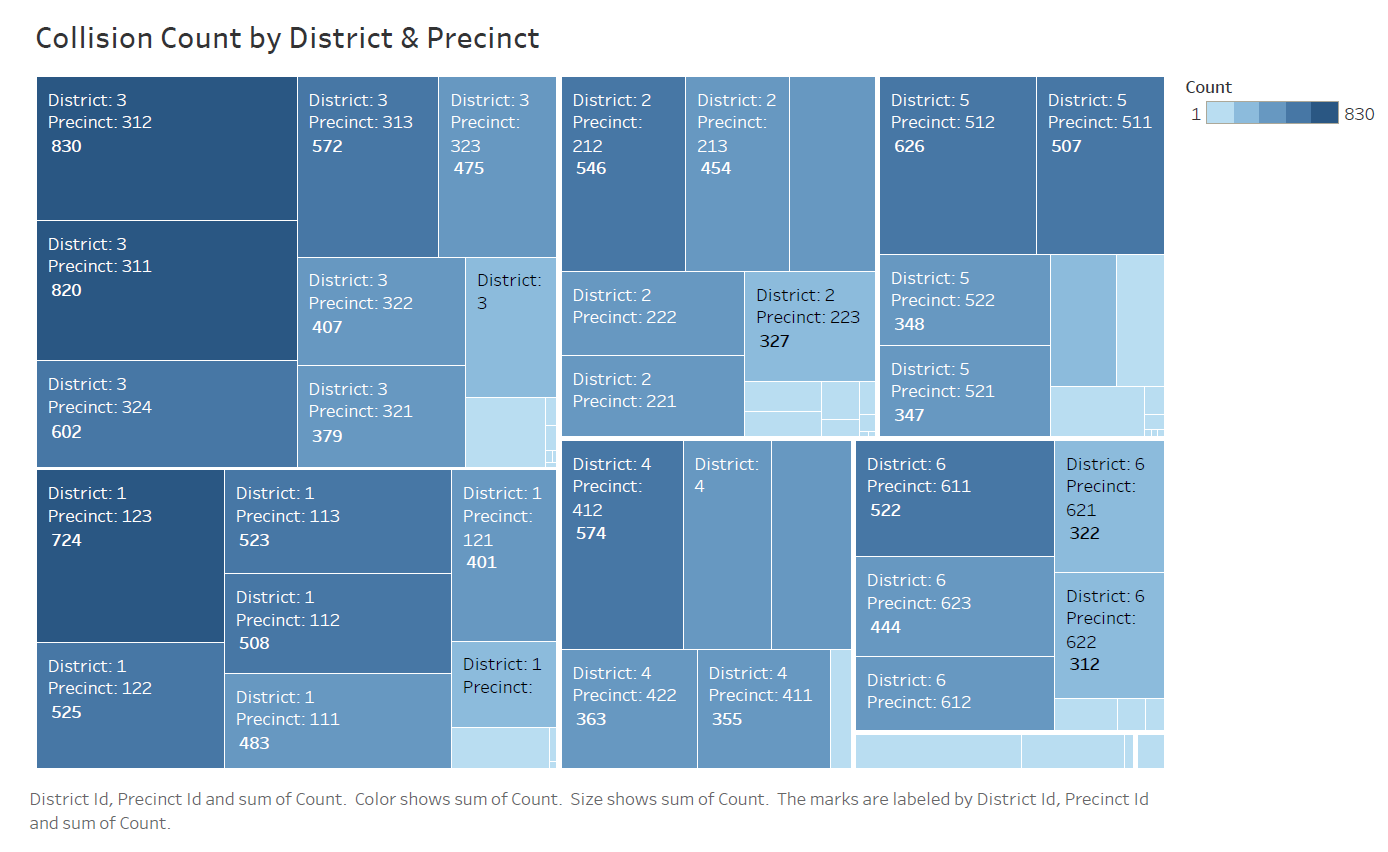 Collision Count by District & Precinct
District: 3
Precinct: 312
830
District: 3
Precinct: 311
820
District: 3
Precinct: 324
602
District: 3
Precinct: 313
572
District: 3
Precinct:
323
475
District: 3
Precinct: 322
407
District: 3
Precinct: 321
379
District:
3
District: 2
Precinct:
212
546
District: 2
Precinct:
213
454
District: 2
Precinct: 222
District: 2
Precinct: 221
District: 2
Precinct: 223
327
District: 5
Precinct: 512
626
District: 5
Precinct: 511
507
District: 5
Precinct: 522
348
District: 5
Precinct: 521
347
Count
1
830
District: 1
Precinct: 123
724
District: 1
Precinct: 122
525
District: 1
Precinct: 113
523
District: 1
Precinct: 112
508
District: 1
Precinct: 111
483
District: 1
Precinct:
121
401
District: 1
Precinct:
District: 4
Precinct:
412
574
District:
4
District: 4
Precinct: 422
363
District: 4
Precinct: 411
355
District: 6
Precinct: 611
522
District: 6
Precinct: 623
444
District: 6
Precinct: 612
District: 6
Precinct:
621
322
District: 6
Precinct:
622
312
District Id, Precinct Id and sum of Count.  Color shows sum of Count.  Size shows sum of Count.  The marks are labeled by District Id, Precinct Id
and sum of Count.